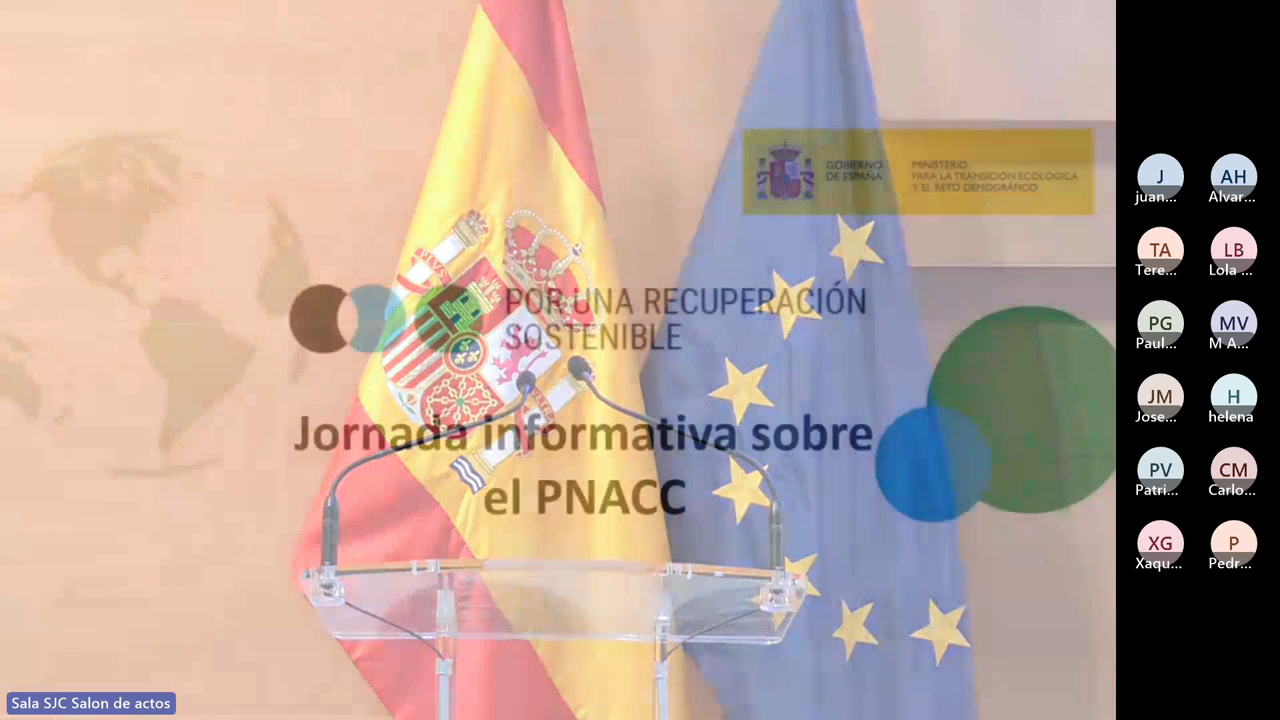 GOBIERNO
DE ESPAÑA
MINISTERIO
PARA LA TRANSICIÓN ECOLÓGICA
Y EL RETO DEMOGRÁFICO
POR UNA RECUPERACIÓN
SOSTENIBLE
Jornada informativa sobre
el PNACC
Sala SJC Salon de actos
J
juan...
AH
Alvar...
TA
Tere...
LB
Lola ...
PG
Paul...
MV
M A...
JM
Jose...
H
helena
PV
Patri...
CM
Carlo...
XG
Xaqu...
P
Pedr...